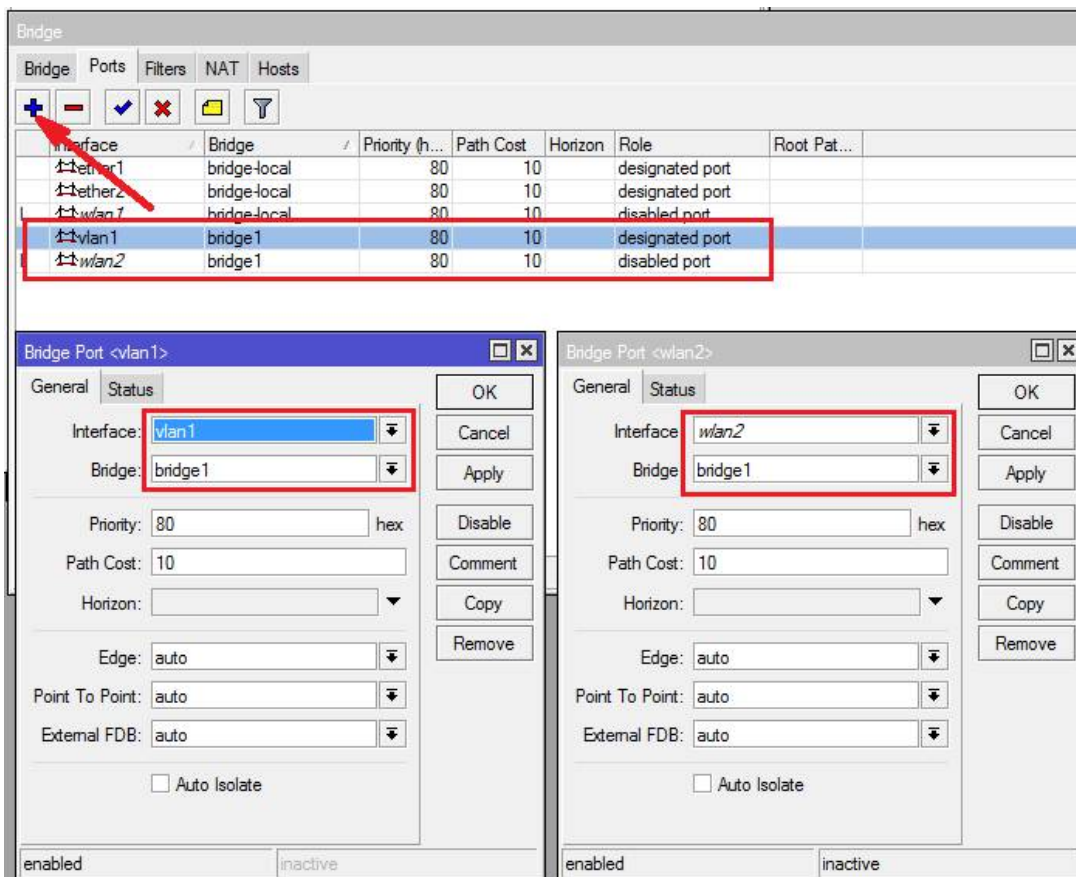 Bridge
Bridge Ports Filters NAT Hosts
Interface Bridge Priority (h... Path Cost Horizon Role Root Pat...
ether1 bridge-local 80 10 designated port
ether2 bridge-local 80 10 designated port
wlan1 bridge-local 80 10 disabled port
vlan1 bridge1 80 10 designated port
I wlan2 bridge1 80 10 disabled port
Bridge Port <vlan1>
General Status
OK
Interface: vlan1
Cancel
Bridge: bridge1
Apply
Priority: 80 hex
Disable
Path Cost: 10
Comment
Horizon:
Copy
Remove
Edge: auto
Point To Point: auto
External FDB: auto
Auto Isolate
enabled inactive
Bridge Port <wlan2>
General Status
OK
Interface wlan2
Cancel
Bridge bridge1
Apply
Priority: 80 hex
Disable
Path Cost: 10
Comment
Horizon:
Copy
Remove
Edge: auto
Point To Point: auto
External FDB: auto
Auto Isolate
enabled inactive